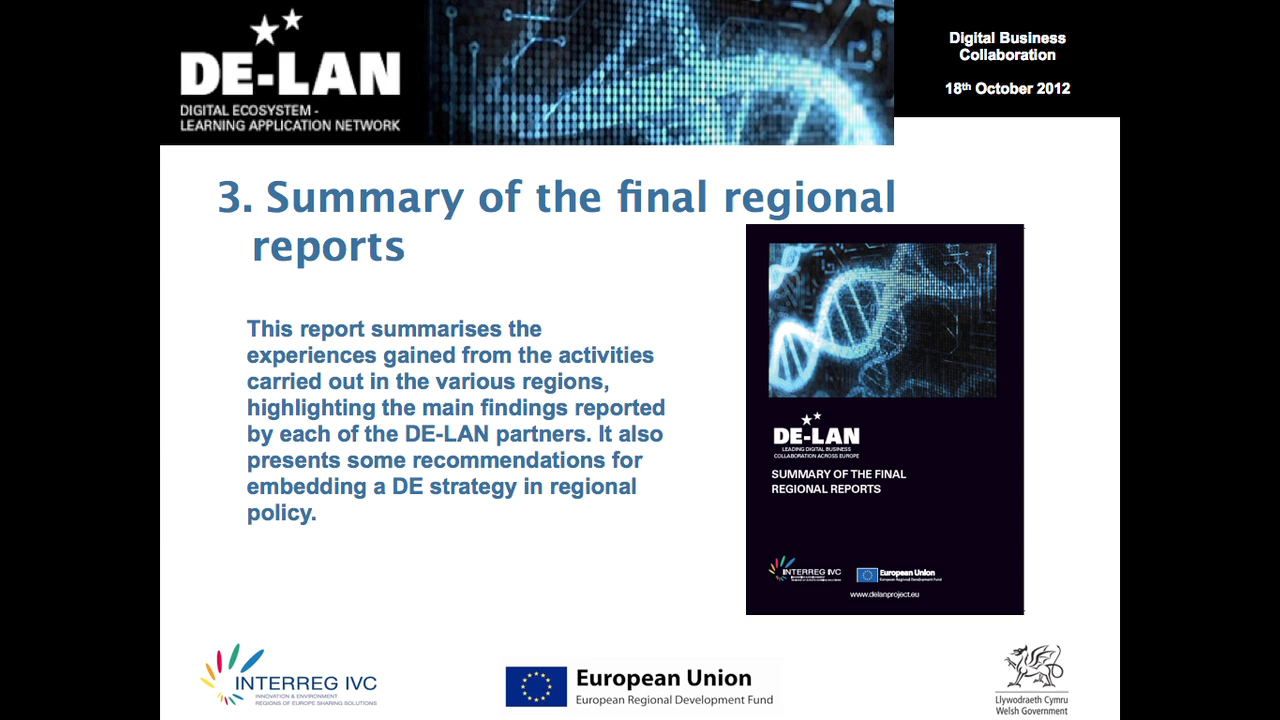 DE-LAN
DIGITAL ECOSYSTEM -
LEARNING APPLICATION NETWORK
Digital Business
Collaboration
18th October 2012
3. Summary of the final regional
reports
This report summarises the
experiences gained from the activities
carried out in the various regions,
highlighting the main findings reported
by each of the DE-LAN partners. It also
presents some recommendations for
embedding a DE strategy in regional
policy.
DE-LAN
LEADING DIGITAL BUSINESS
COLLABORATION ACROSS EUROPE
SUMMARY OF THE FINAL
REGIONAL REPORTS
INTERREG IVC
European Union
European Regional Development Fund
www.delanproject.eu
INTERREG IVC
INNOVATION & ENVIRONMENT
REGIONS OF EUROPE SHARING SOLUTIONS
European Union
European Regional Development Fund
Llywodraeth Cymru
Welsh Government